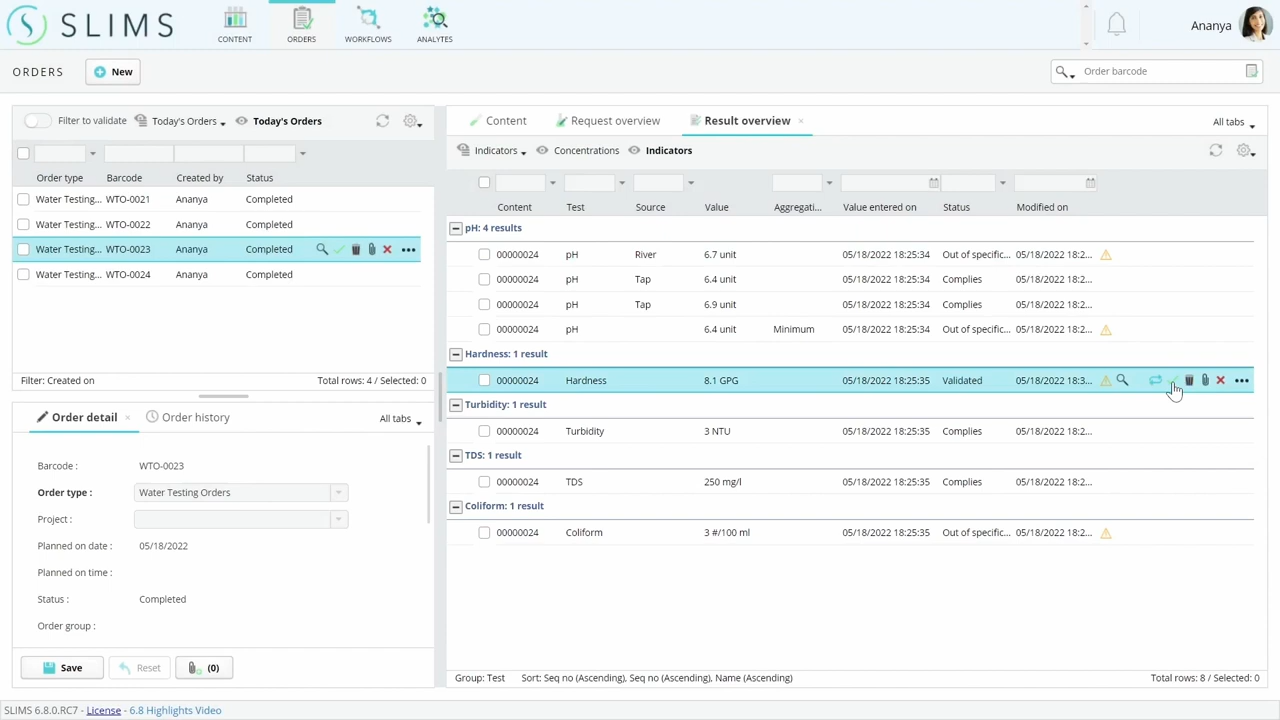 SLIMS
CONTENT
ORDERS
WORKFLOWS
ANALYTES
Ananya
ORDERS
New
Order barcode
Filter to validate
Today's Orders
Today's Orders
Order type Barcode Created by Status
Water Testing... WTO-0021 Ananya Completed
Water Testing... WTO-0022 Ananya Completed
Water Testing... WTO-0023 Ananya Completed
Water Testing... WTO-0024 Ananya Completed
Filter: Created on Total rows: 4 / Selected: 0
Order detail Order history All tabs
Barcode : WTO-0023
Order type : Water Testing Orders
Project :
Planned on date : 05/18/2022
Planned on time :
Status : Completed
Order group :
Save Reset (0)
Content Request overview Result overview All tabs
Indicators Concentrations Indicators
Content Test Source Value Aggregati... Value entered on Status Modified on
pH: 4 results
00000024 pH River 6.7 unit 05/18/2022 18:25:34 Out of specific... 05/18/2022 18:2...
00000024 pH Tap 6.4 unit 05/18/2022 18:25:34 Complies 05/18/2022 18:2...
00000024 pH Tap 6.9 unit 05/18/2022 18:25:34 Complies 05/18/2022 18:2...
00000024 pH 6.4 unit Minimum 05/18/2022 18:25:34 Out of specific... 05/18/2022 18:2...
Hardness: 1 result
00000024 Hardness 8.1 GPG 05/18/2022 18:25:35 Validated 05/18/2022 18:3...
Turbidity: 1 result
00000024 Turbidity 3 NTU 05/18/2022 18:25:35 Complies 05/18/2022 18:2...
TDS: 1 result
00000024 TDS 250 mg/l 05/18/2022 18:25:35 Complies 05/18/2022 18:2...
Coliform: 1 result
00000024 Coliform 3 #/100 ml 05/18/2022 18:25:35 Out of specific... 05/18/2022 18:2...
Group: Test Sort: Seq no (Ascending), Seq no (Ascending), Name (Ascending) Total rows: 8 / Selected: 0
SLIMS 6.8.0.RC7 - License - 6.8 Highlights Video